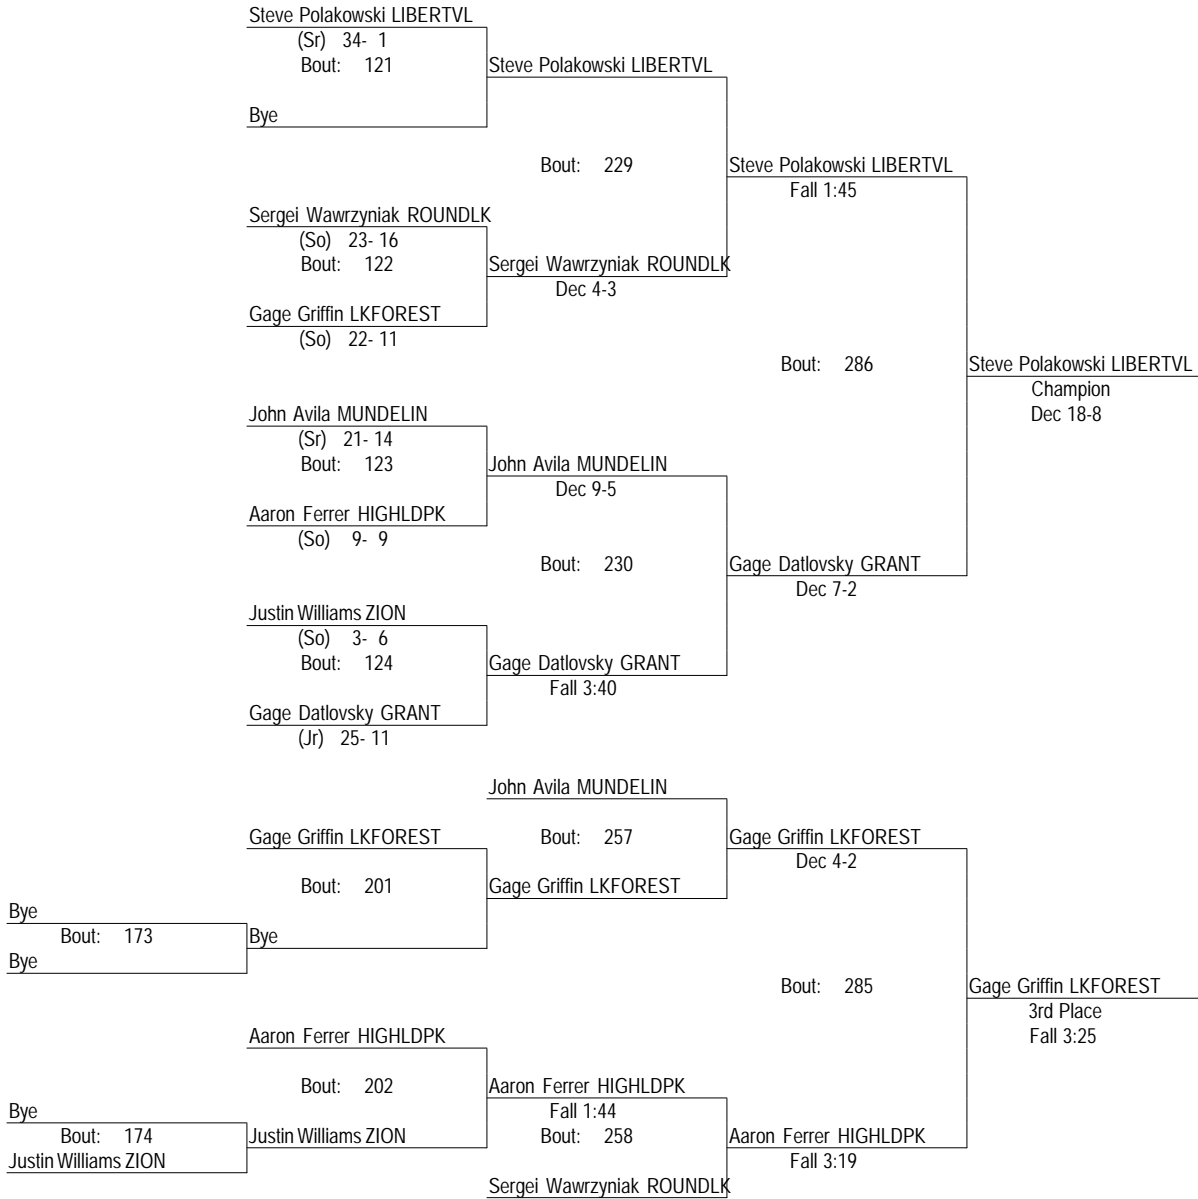 Steve Polakowski LIBERTVL
(Sr) 34- 1
Bout: 121
Steve Polakowski LIBERTVL
Bye
Bout: 229
Steve Polakowski LIBERTVL
Fall 1:45
Sergei Wawrzyniak ROUNDLK
(So) 23- 16
Bout: 122
Sergei Wawrzyniak ROUNDLK
Dec 4-3
Gage Griffin LKFOREST
(So) 22- 11
Bout: 286
Steve Polakowski LIBERTVL
Champion
Dec 18-8
John Avila MUNDELIN
(Sr) 21- 14
Bout: 123
John Avila MUNDELIN
Dec 9-5
Aaron Ferrer HIGHLDPK
(So) 9- 9
Bout: 230
Gage Datlovsky GRANT
Dec 7-2
Justin Williams ZION
(So) 3- 6
Bout: 124
Gage Datlovsky GRANT
Fall 3:40
Gage Datlovsky GRANT
(Jr) 25- 11
John Avila MUNDELIN
Gage Griffin LKFOREST
Bout: 257
Gage Griffin LKFOREST
Dec 4-2
Bout: 201
Gage Griffin LKFOREST
Bye
Bout: 173
Bye
Bye
Bout: 285
Gage Griffin LKFOREST
3rd Place
Fall 3:25
Aaron Ferrer HIGHLDPK
Bout: 202
Aaron Ferrer HIGHLDPK
Fall 1:44
Bye
Bout: 174
Justin Williams ZION
Bout: 258
Aaron Ferrer HIGHLDPK
Fall 3:19
Justin Williams ZION
Sergei Wawrzyniak ROUNDLK